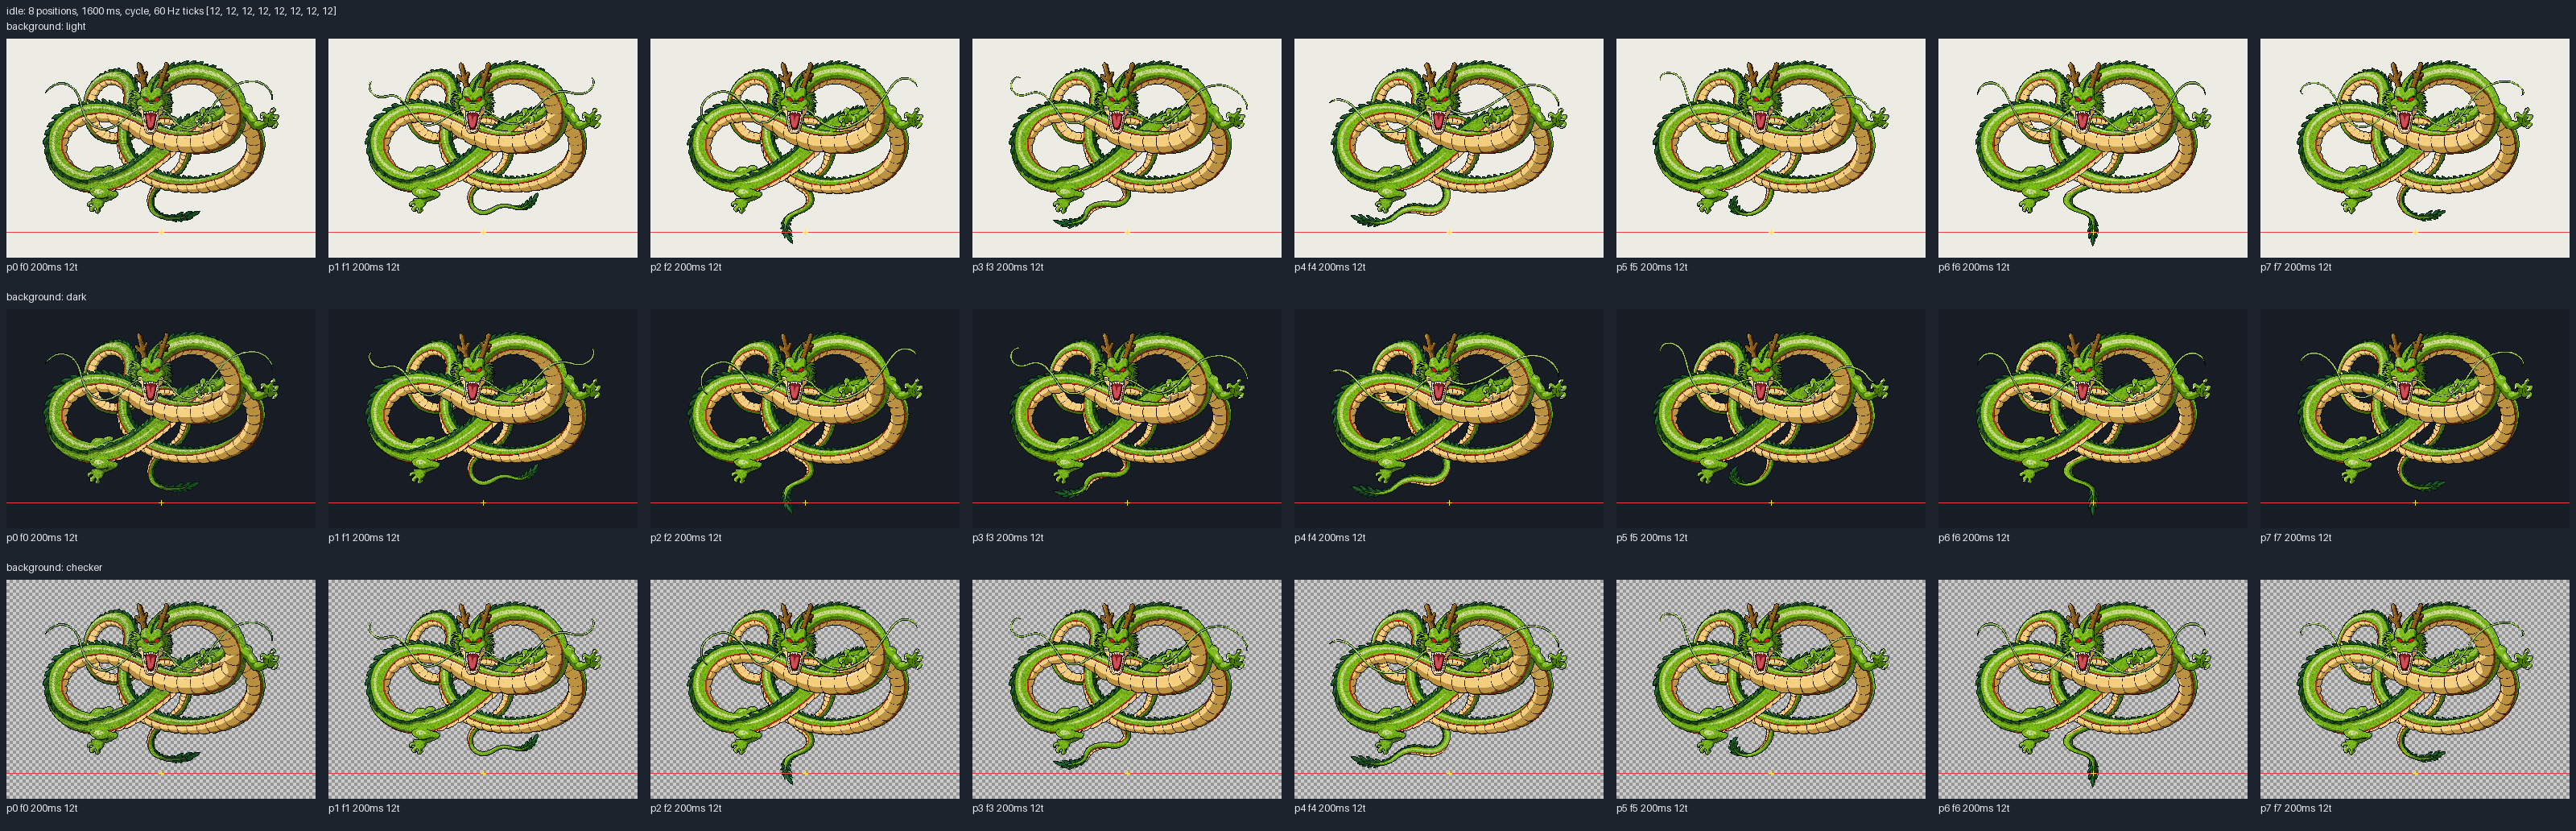 idle: 8 positions, 1600 ms, cycle, 60 Hz ticks [12, 12, 12, 12, 12, 12, 12, 12]
background: light
p0 f0 200ms 12t
p1 f1 200ms 12t
p2 f2 200ms 12t
p3 f3 200ms 12t
p4 f4 200ms 12t
p5 f5 200ms 12t
p6 f6 200ms 12t
p7 f7 200ms 12t
background: dark
p0 f0 200ms 12t
p1 f1 200ms 12t
p2 f2 200ms 12t
p3 f3 200ms 12t
p4 f4 200ms 12t
p5 f5 200ms 12t
p6 f6 200ms 12t
p7 f7 200ms 12t
background: checker
p0 f0 200ms 12t
p1 f1 200ms 12t
p2 f2 200ms 12t
p3 f3 200ms 12t
p4 f4 200ms 12t
p5 f5 200ms 12t
p6 f6 200ms 12t
p7 f7 200ms 12t